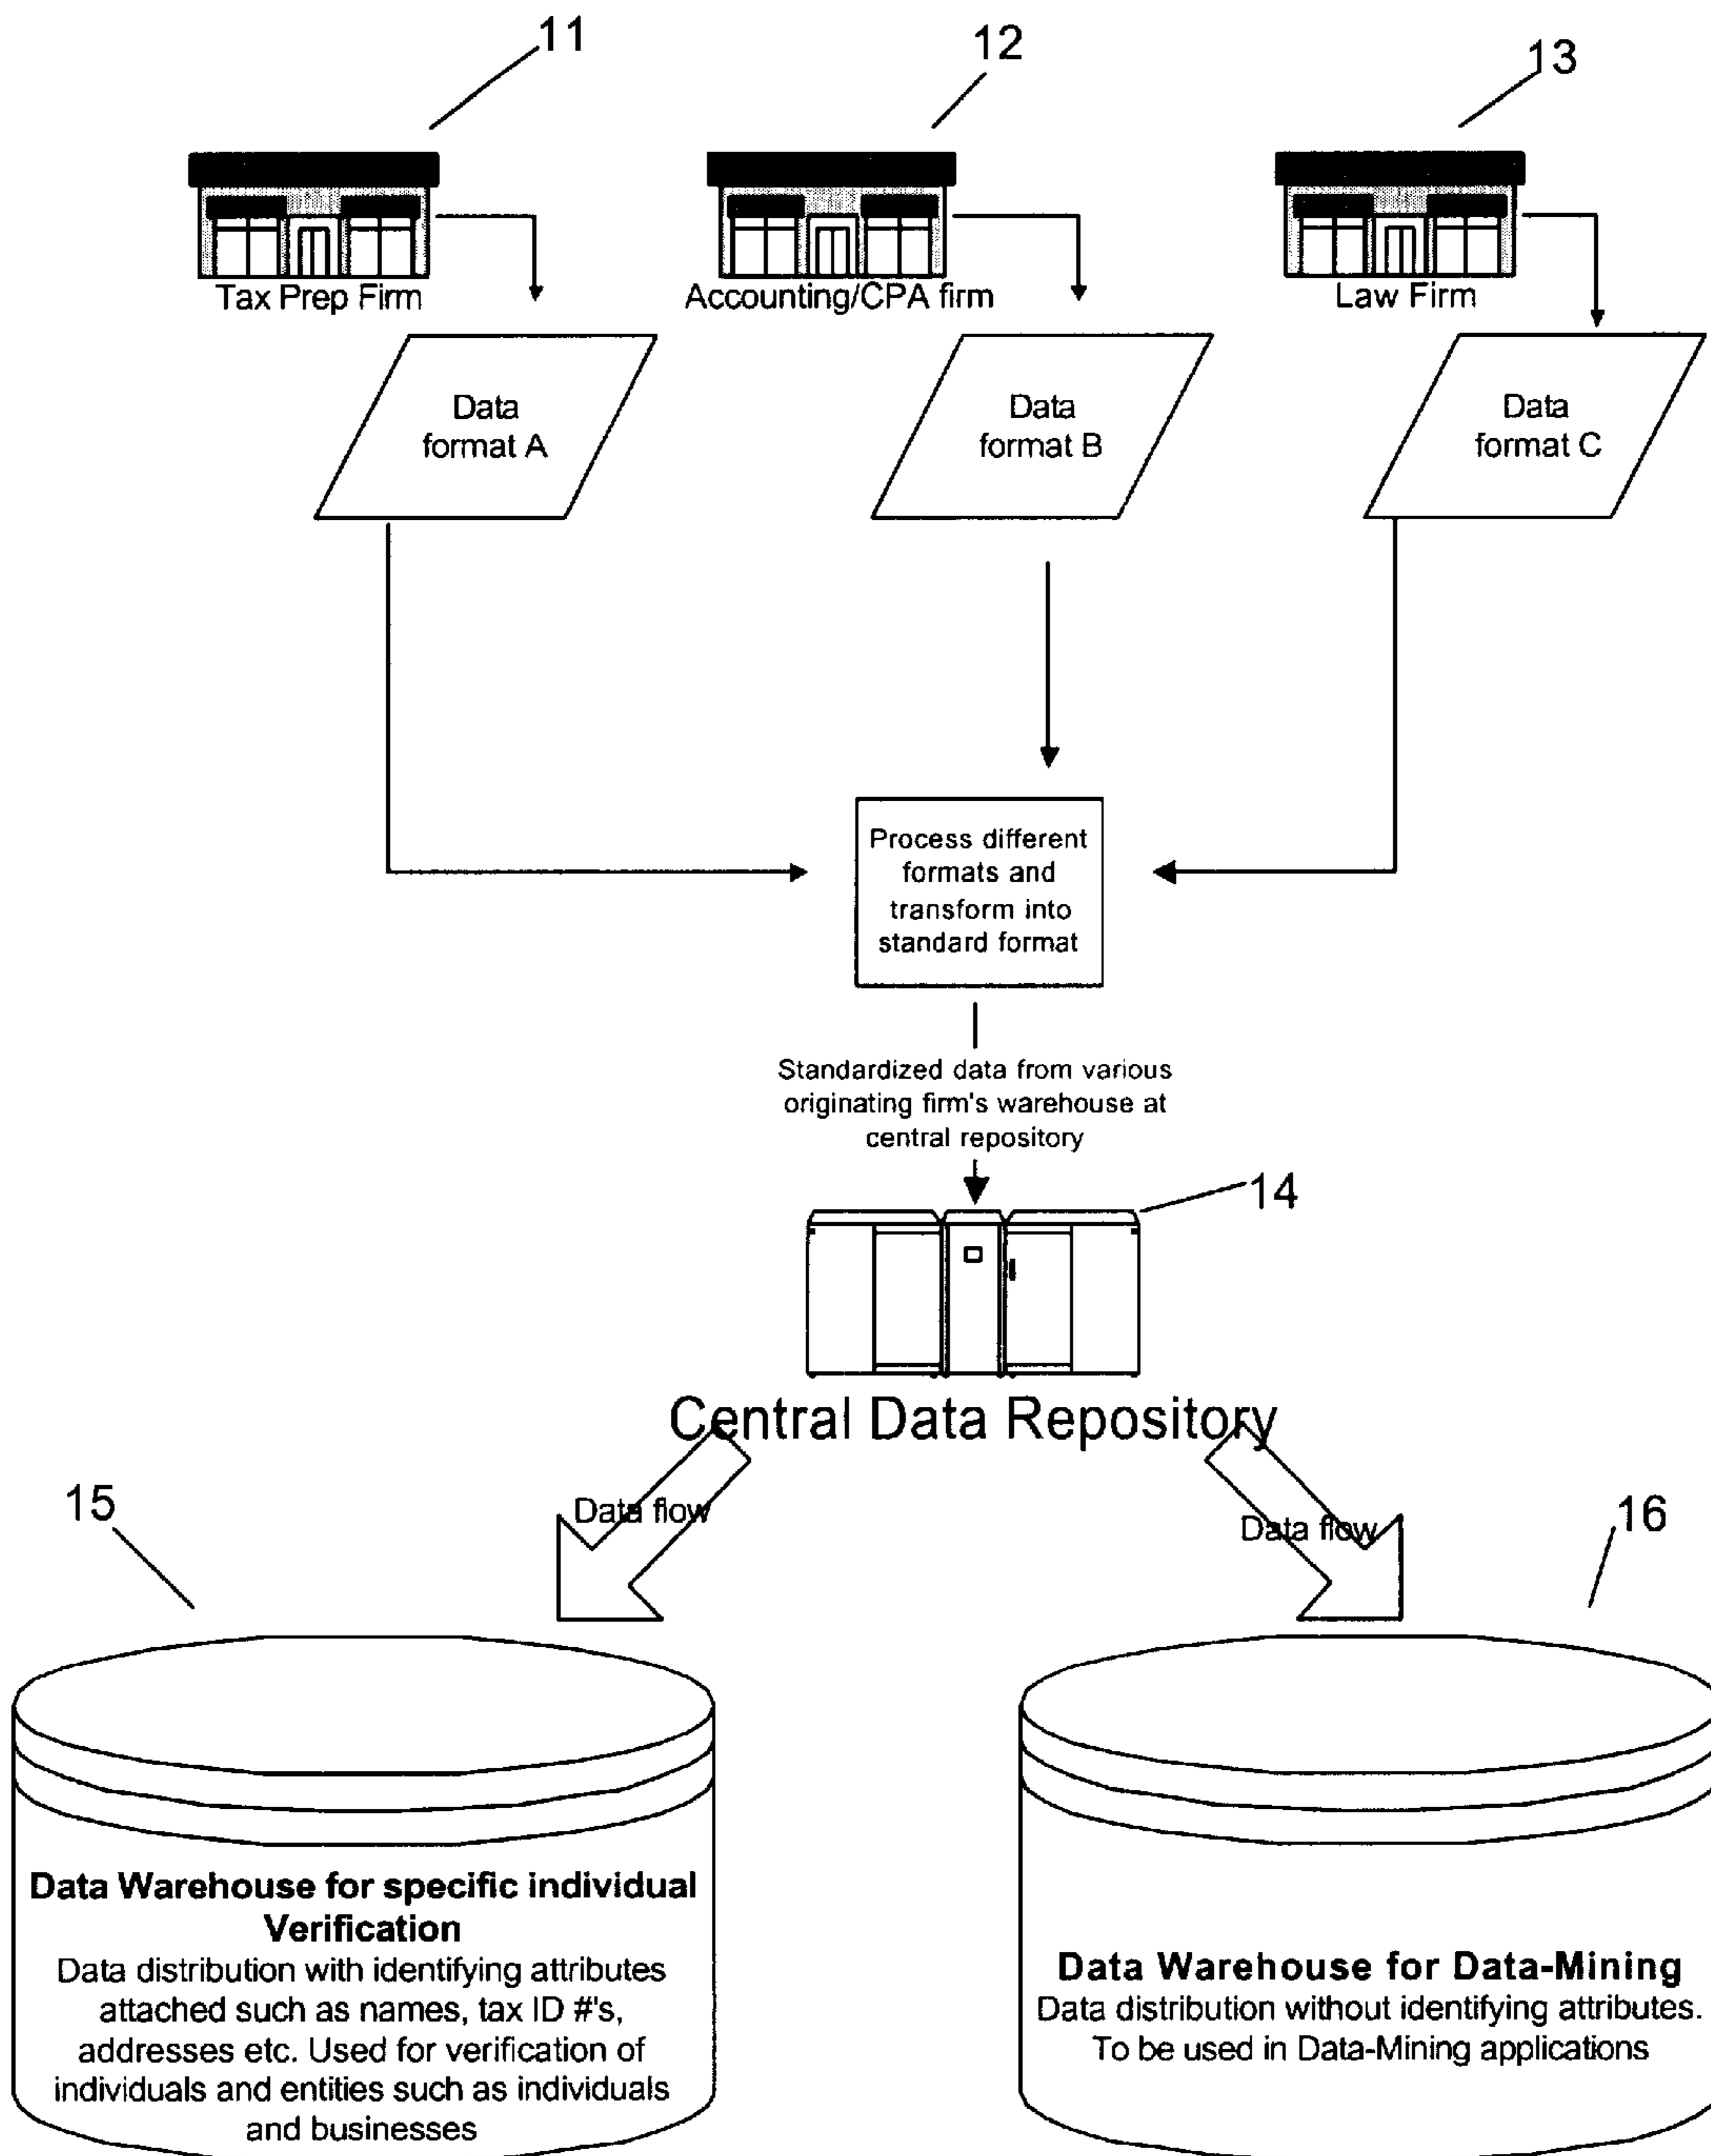 11
12
13
Tax Prep Firm
Accounting/CPA firm
Law Firm
Data
format A
Data
format B
Data
format C
Process different
formats and
transform into
standard format
Standardized data from various
originating firm's warehouse at
central repository
14
Central Data Repository
15
Data flow
Data flow
16
Data Warehouse for specific individual
Verification
Data distribution with identifying attributes
attached such as names, tax ID #'s,
addresses etc. Used for verification of
individuals and entities such as individuals
and businesses
Data Warehouse for Data-Mining
Data distribution without identifying attributes.
To be used in Data-Mining applications